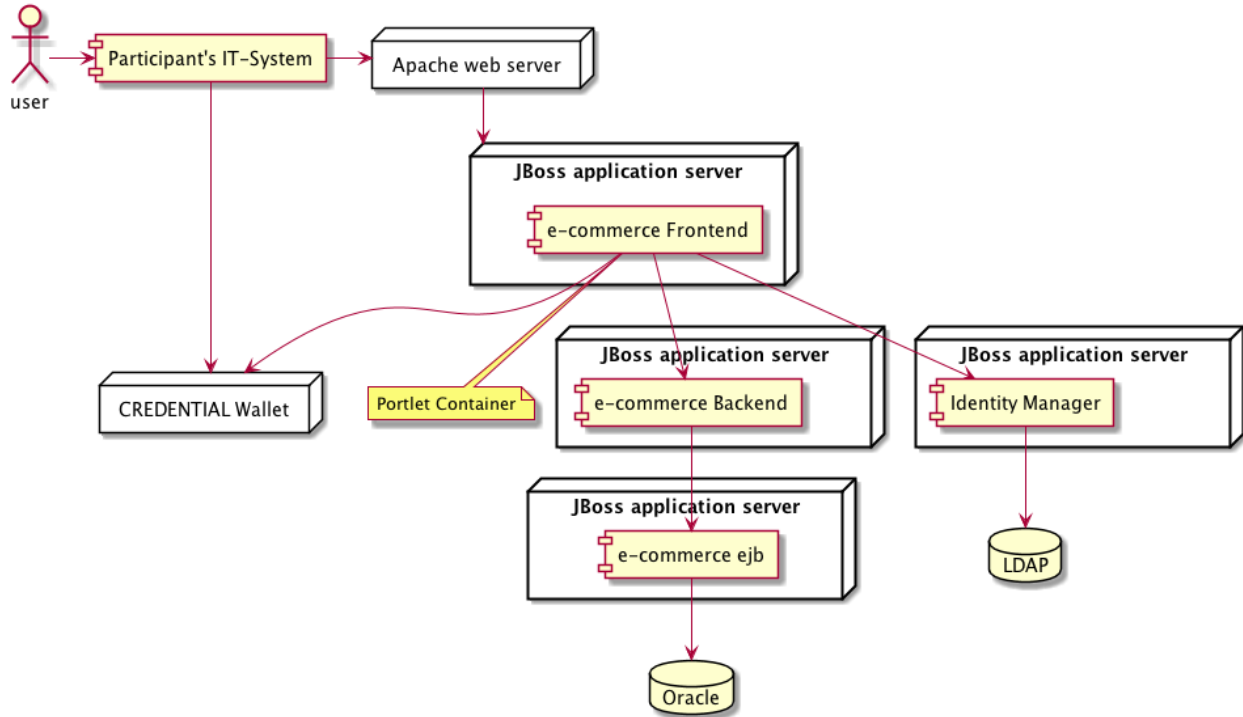 Participant's IT-System
Apache web server
user
JBoss application server
e-commerce Frontend
JBoss application server
JBoss application server
CREDENTIAL Wallet
Portlet Container
e-commerce Backend
Identity Manager
JBoss application server
e-commerce ejb
LDAP
Oracle